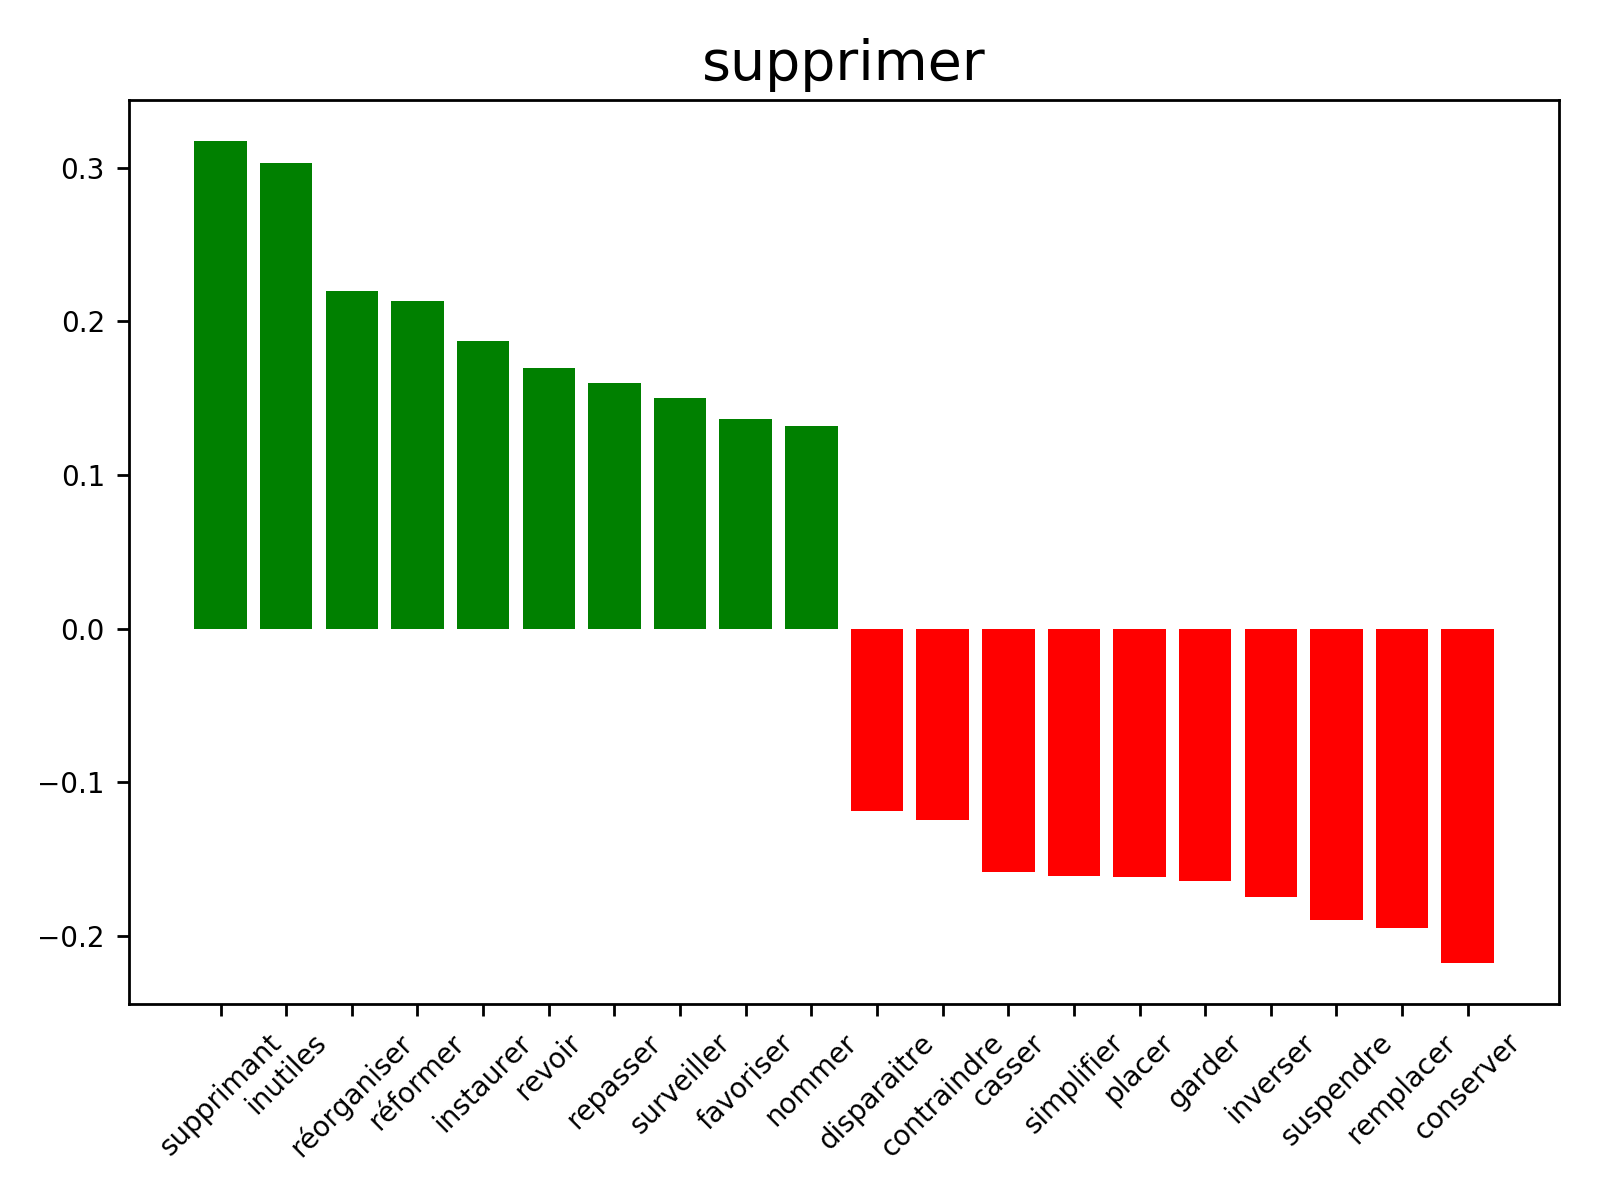 supprimer
0.3
0.2
0.1
0.0
−0.1
−0.2
supprimant
inutiles
réorganiser
réformer
instaurer
revoir
repasser
surveiller
favoriser
nommer
disparaitre
contraindre
casser
simplifier
placer
garder
inverser
suspendre
remplacer
conserver